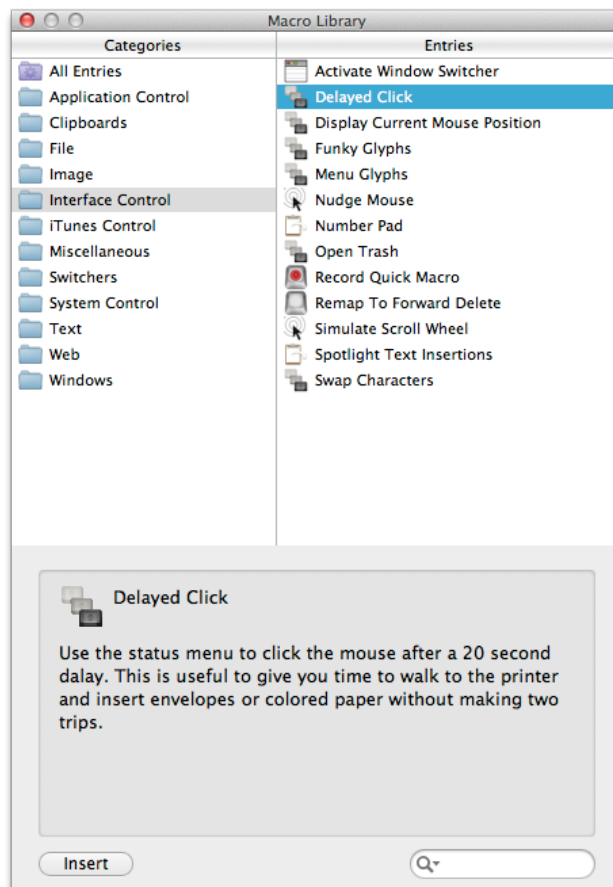 Macro Library
Categories
Entries
All Entries
Application Control
Clipboards
File
Image
Interface Control
iTunes Control
Miscellaneous
Switchers
System Control
Text
Web
Windows
Activate Window Switcher
Delayed Click
Display Current Mouse Position
Funky Glyphs
Menu Glyphs
Nudge Mouse
Number Pad
Open Trash
Record Quick Macro
Remap To Forward Delete
Simulate Scroll Wheel
Spotlight Text Insertions
Swap Characters
Delayed Click
Use the status menu to click the mouse after a 20 second
dalay. This is useful to give you time to walk to the printer
and insert envelopes or colored paper without making two
trips.
Insert